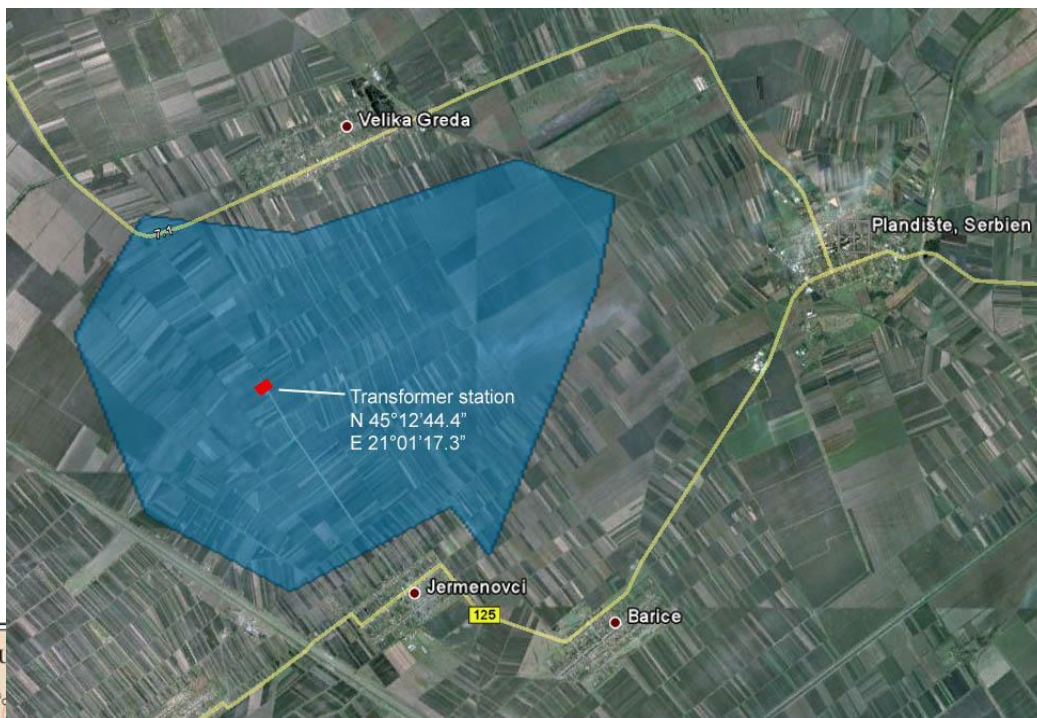 Velika Greda
Plandište, Serbien
7-1
Transformer station
N 45°12'44.4"
E 21°01'17.3"
Jermenovci
125
Barice